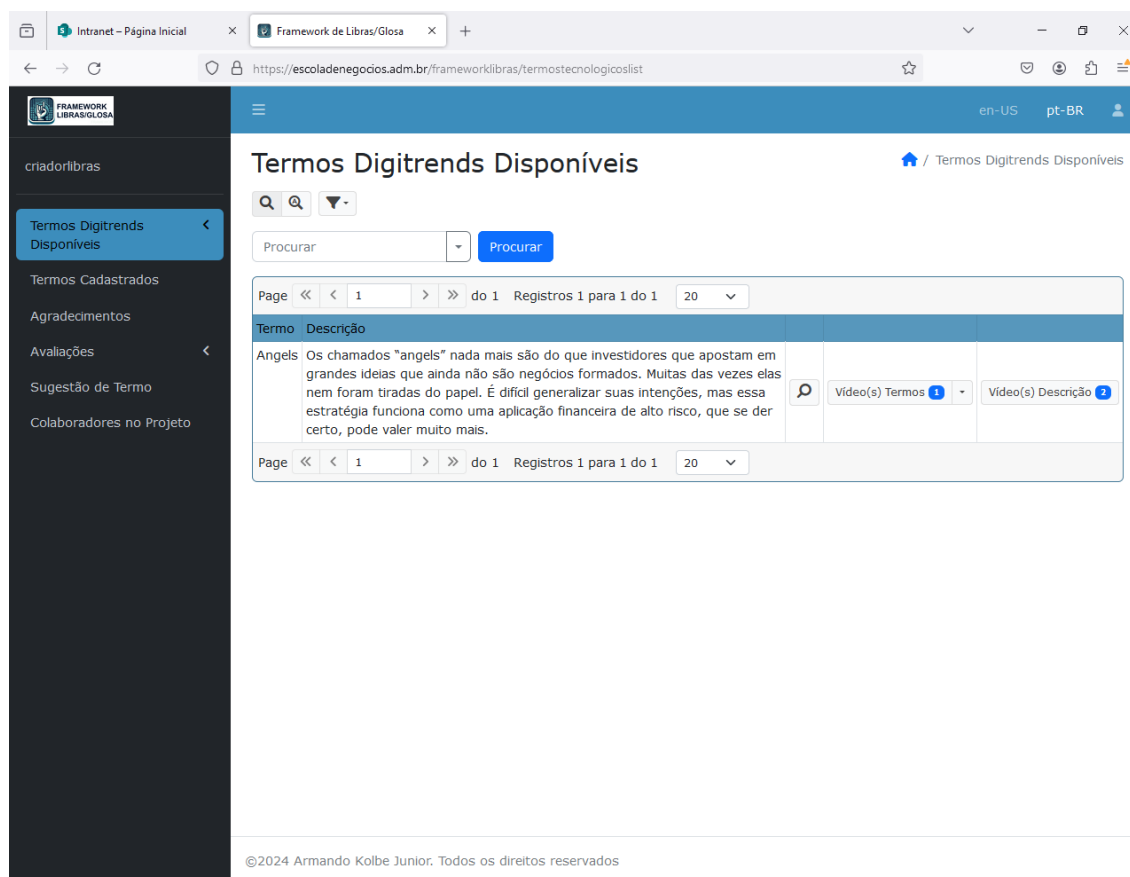 Intranet – Página Inicial
Framework de Libras/Glosa
https://escoladenegocios.adm.br/frameworklibras/termostecnologicoslist
FRAMEWORK
LIBRAS/GLOSA
en-US pt-BR
criadorlibras
Termos Digitrends
Disponíveis
Termos Cadastrados
Agradecimentos
Avaliações
Sugestão de Termo
Colaboradores no Projeto
Termos Digitrends Disponíveis
/ Termos Digitrends Disponíveis
Procurar
Procurar
Page 1 do 1 Registros 1 para 1 do 1 20
Termo Descrição
Angels Os chamados “angels” nada mais são do que investidores que apostam em
grandes ideias que ainda não são negócios formados. Muitas das vezes elas
nem foram tiradas do papel. É difícil generalizar suas intenções, mas essa
estratégia funciona como uma aplicação financeira de alto risco, que se der
certo, pode valer muito mais.
Vídeo(s) Termos 1
Vídeo(s) Descrição 2
Page 1 do 1 Registros 1 para 1 do 1 20
©2024 Armando Kolbe Junior. Todos os direitos reservados